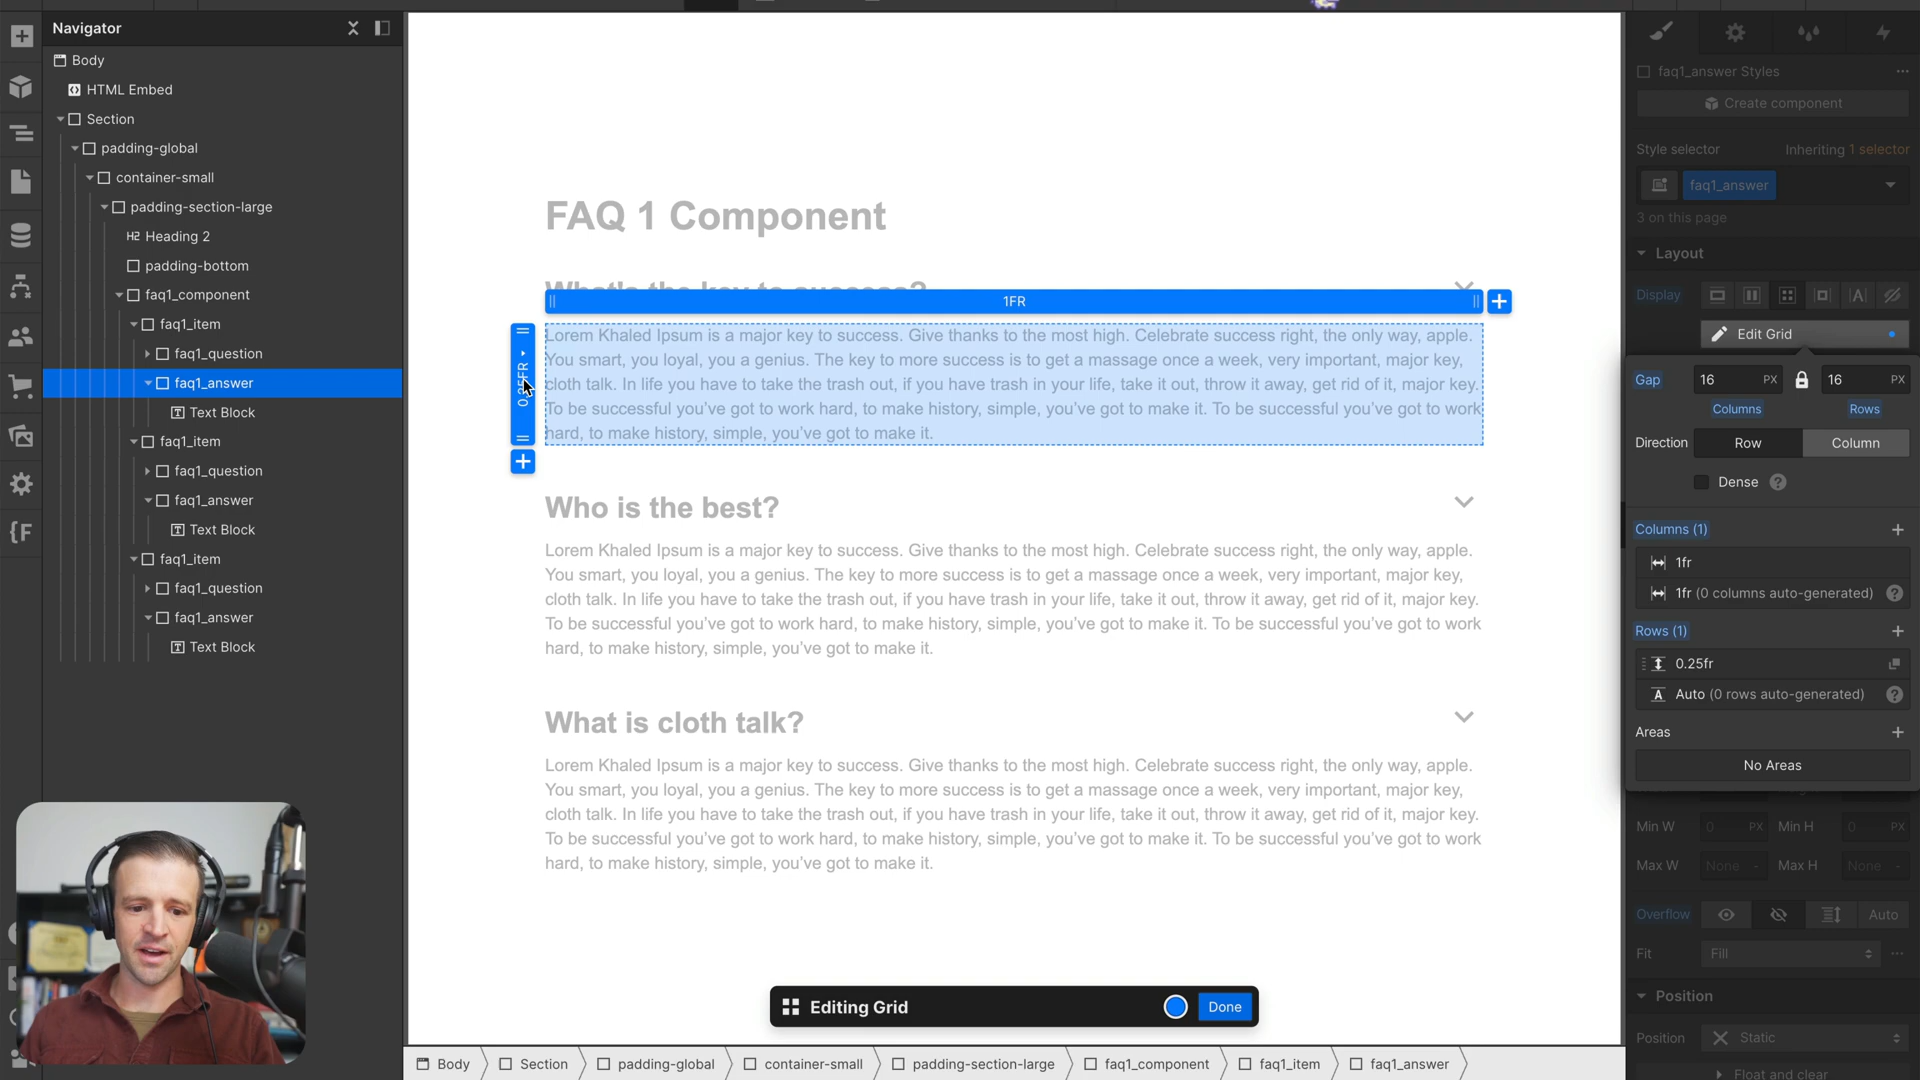 Navigator
Body
HTML Embed
Section
padding-global
container-small
padding-section-large
H2 Heading 2
padding-bottom
faq1_component
faq1_item
faq1_question
faq1_answer
Text Block
faq1_item
faq1_question
faq1_answer
Text Block
faq1_item
faq1_question
faq1_answer
Text Block
FAQ 1 Component
What's the key to success?
1FR
Lorem Khaled Ipsum is a major key to success. Give thanks to the most high. Celebrate success right, the only way, apple.
You smart, you loyal, you a genius. The key to more success is to get a massage once a week, very important, major key,
cloth talk. In life you have to take the trash out, if you have trash in your life, take it out, throw it away, get rid of it, major key.
To be successful you've got to work hard, to make history, simple, you've got to make it. To be successful you've got to work
hard, to make history, simple, you've got to make it.
Who is the best?
Lorem Khaled Ipsum is a major key to success. Give thanks to the most high. Celebrate success right, the only way, apple.
You smart, you loyal, you a genius. The key to more success is to get a massage once a week, very important, major key,
cloth talk. In life you have to take the trash out, if you have trash in your life, take it out, throw it away, get rid of it, major key.
To be successful you've got to work hard, to make history, simple, you've got to make it. To be successful you've got to work
hard, to make history, simple, you've got to make it.
What is cloth talk?
Lorem Khaled Ipsum is a major key to success. Give thanks to the most high. Celebrate success right, the only way, apple.
You smart, you loyal, you a genius. The key to more success is to get a massage once a week, very important, major key,
cloth talk. In life you have to take the trash out, if you have trash in your life, take it out, throw it away, get rid of it, major key.
To be successful you've got to work hard, to make history, simple, you've got to make it. To be successful you've got to work
hard, to make history, simple, you've got to make it.
Editing Grid Done
Body Section padding-global container-small padding-section-large faq1_component faq1_item faq1_answer
faq1_answer Styles
Create component
Style selector Inheriting 1 selector
faq1_answer
3 on this page
Layout
Display
Edit Grid
Gap 16 PX 16 PX
Columns Rows
Direction Row Column
Dense ?
Columns (1)
1fr
1fr (0 columns auto-generated) ?
Rows (1)
0.25fr
Auto (0 rows auto-generated) ?
Areas
No Areas
Min W 0 PX Min H 0 PX
Max W None - Max H None -
Overflow Auto
Fit Fill
Position
Position Static
Float and clear